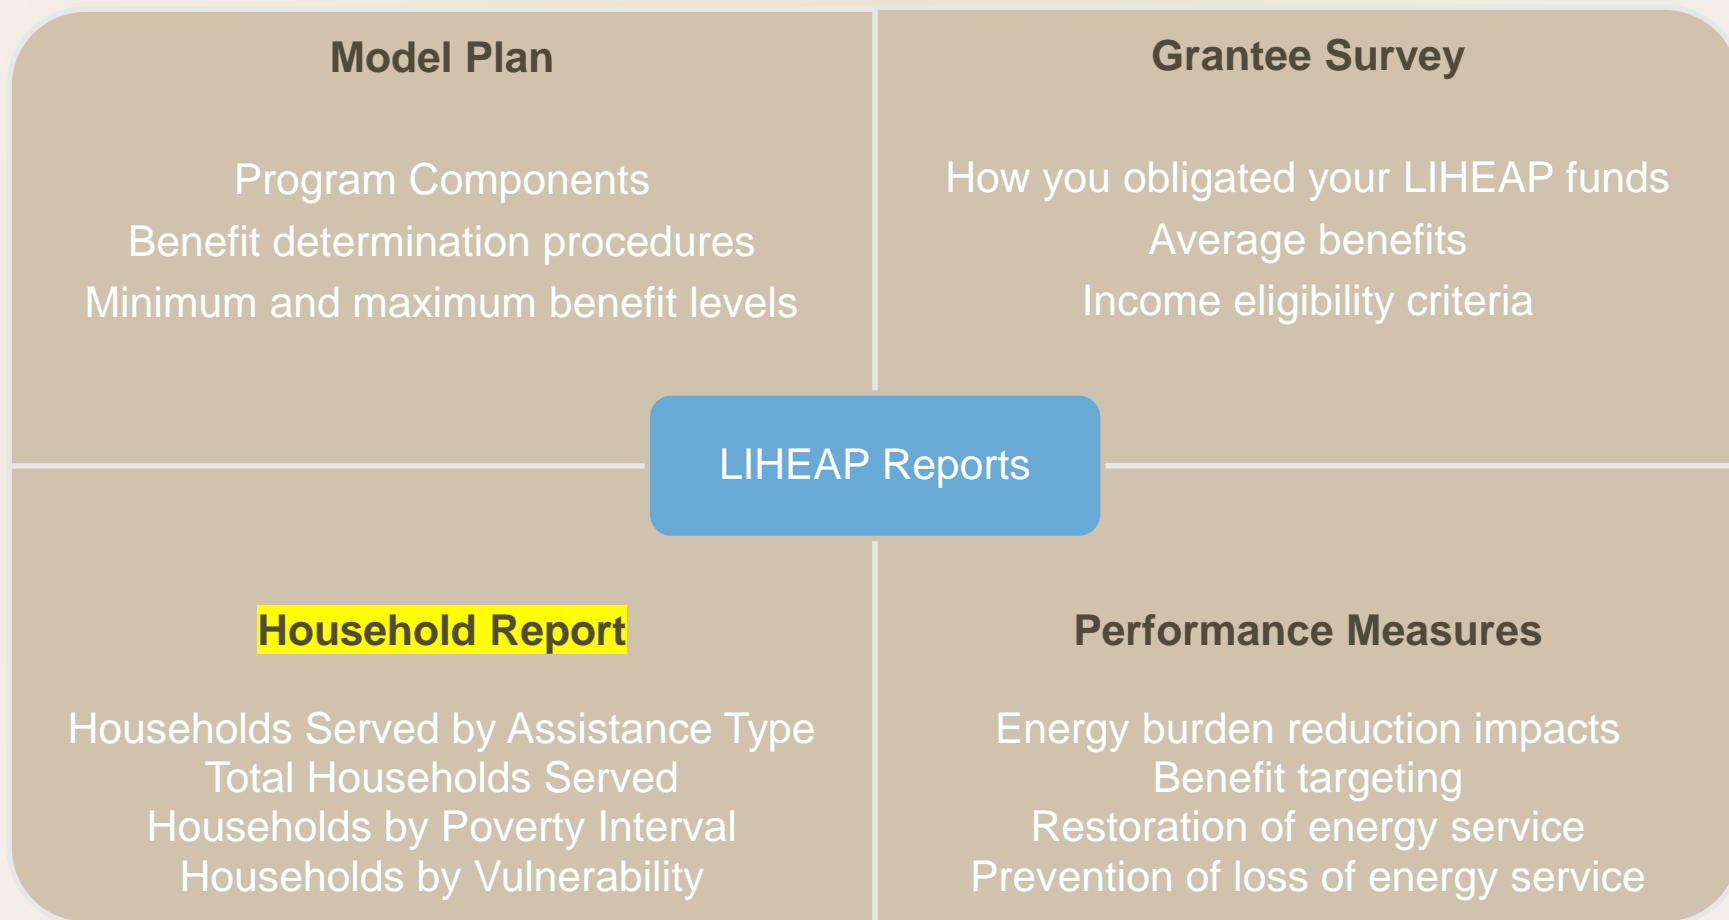 Model Plan
Program Components
Benefit determination procedures
Minimum and maximum benefit levels
Grantee Survey
How you obligated your LIHEAP funds
Average benefits
Income eligibility criteria
LIHEAP Reports
Household Report
Households Served by Assistance Type
Total Households Served
Households by Poverty Interval
Households by Vulnerability
Performance Measures
Energy burden reduction impacts
Benefit targeting
Restoration of energy service
Prevention of loss of energy service